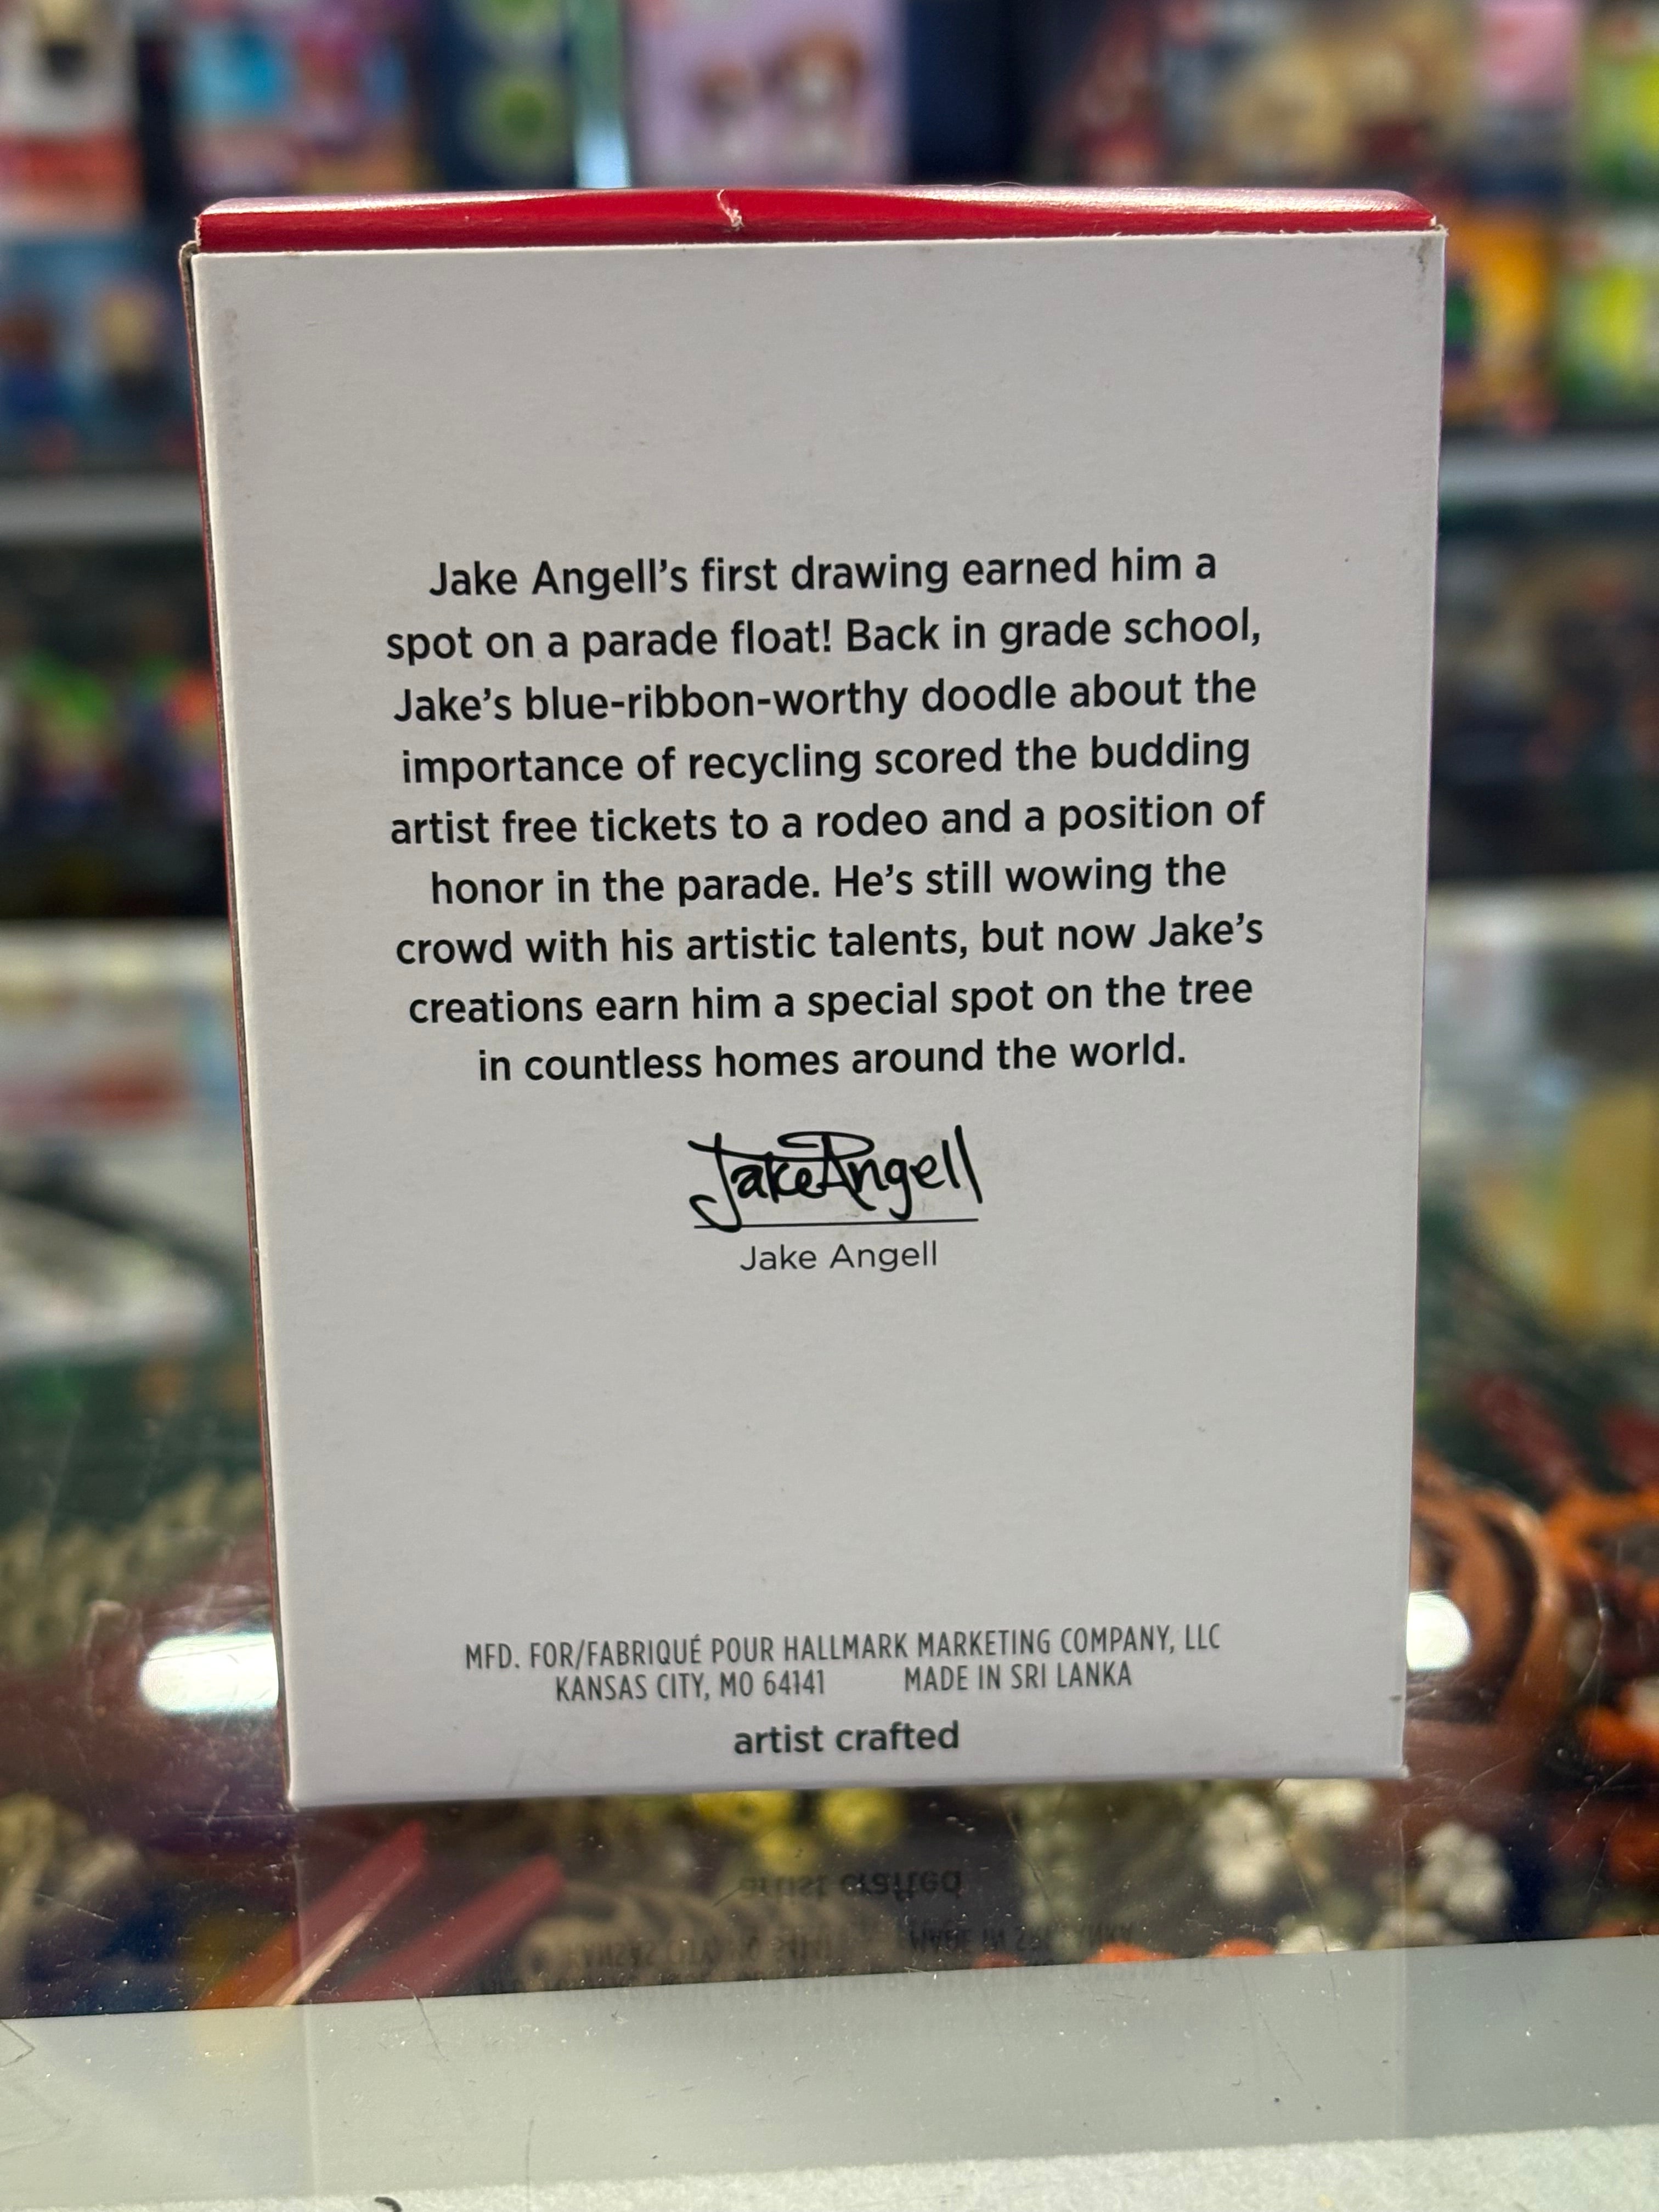 Jake Angell’s first drawing earned him a
spot on a parade float! Back in grade school,
Jake’s blue-ribbon-worthy doodle about the
importance of recycling scored the budding
artist free tickets to a rodeo and a position of
honor in the parade. He’s still wowing the
crowd with his artistic talents, but now Jake’s
creations earn him a special spot on the tree
in countless homes around the world.
Jake Angell
Jake Angell
MFD. FOR/FABRIQUÉ POUR HALLMARK MARKETING COMPANY, LLC
KANSAS CITY, MO 64141 MADE IN SRI LANKA
artist crafted